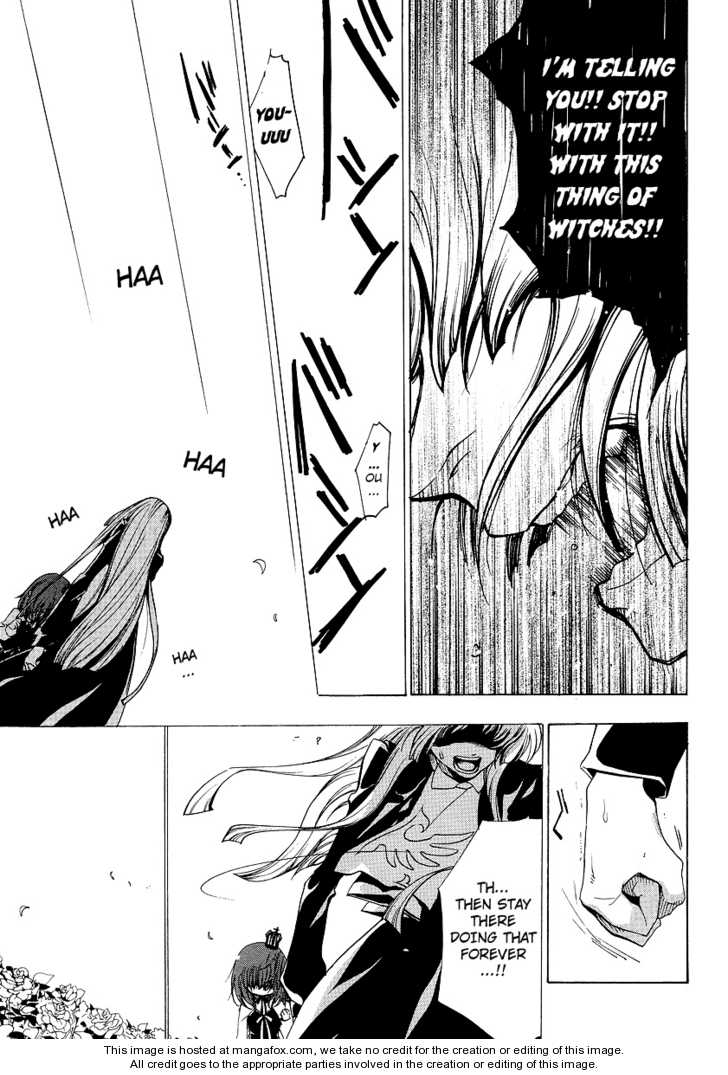 I'M TELLING
YOU!! STOP
WITH IT!!
WITH THIS
THING OF
WITCHES!!
YOU-
UUU
Y
...
OU
...
HAA
HAA
HAA
HAA
...
TH...
THEN STAY
THERE
DOING THAT
FOREVER
...!!
This image is hosted at mangafox.com, we take no credit for the creation or editing of this image.
All credit goes to the appropriate parties involved in the creation or editing of this image.